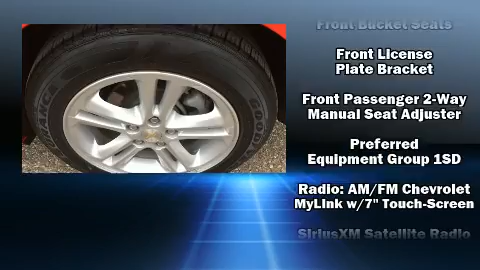 Front Bucket Seats
Front License
Plate Bracket
Front Passenger 2-Way
Manual Seat Adjuster
Preferred
Equipment Group 1SD
Radio: AM/FM Chevrolet
MyLink w/7" Touch-Screen
SiriusXM Satellite Radio